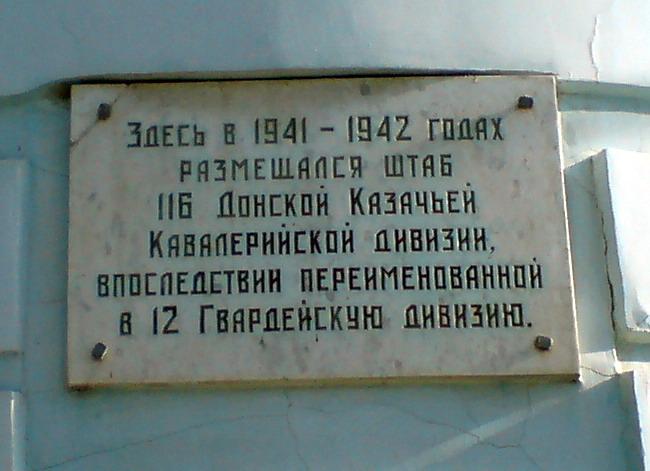 Здесь в 1941 - 1942 годах
размещался штаб
116 Донской Казачьей
Кавалерийской дивизии,
впоследствии переименованной
в 12 Гвардейскую дивизию.